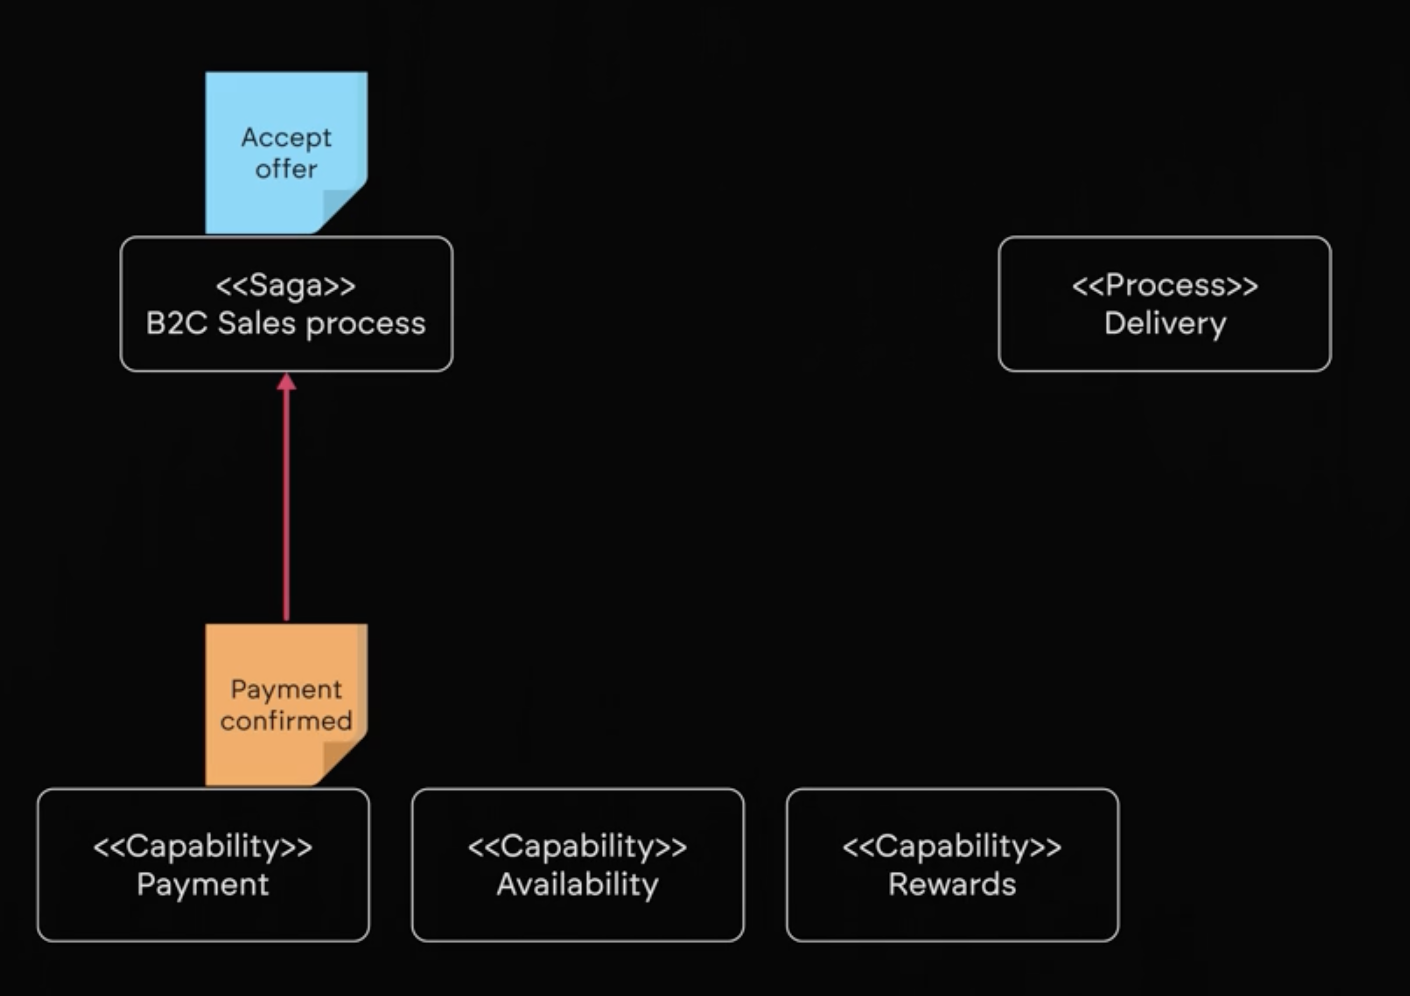 Accept
offer
<<Saga>>
B2C Sales process
<<Process>>
Delivery
Payment
confirmed
<<Capability>>
Payment
<<Capability>>
Availability
<<Capability>>
Rewards